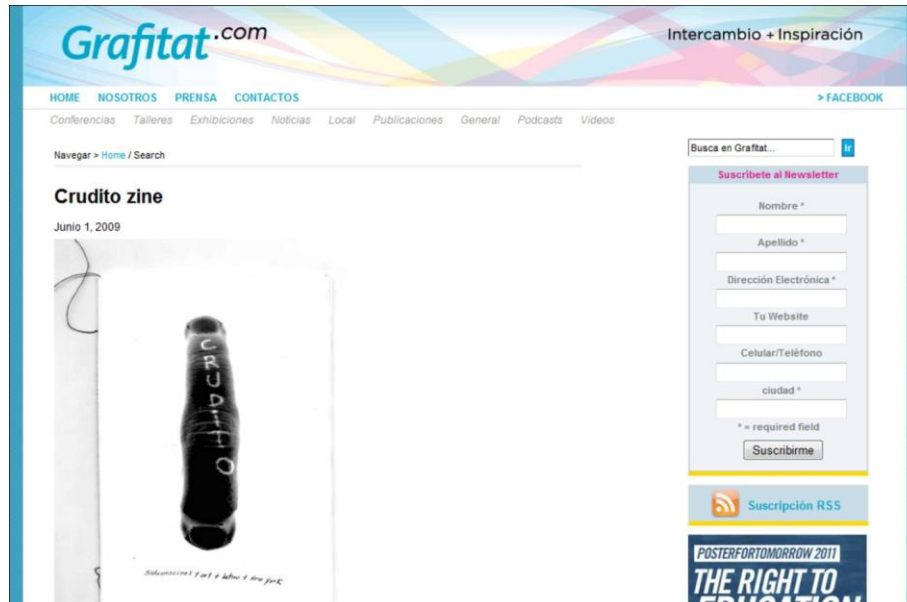 Grafitat.com
Intercambio + Inspiración
HOME NOSOTROS PRENSA CONTACTOS
> FACEBOOK
Conferencias Talleres Exhibiciones Noticias Local Publicaciones General Podcasts Videos
Navegar > Home / Search
Busca en Grafitat...
Ir
Crudito zine
Junio 1, 2009
CRUDITO
Suscríbete al Newsletter
Nombre *
Apellido *
Dirección Electrónica *
Tu Website
Celular/Teléfono
ciudad *
* = required field
Suscribirme
Suscripción RSS
POSTERFORTOMORROW 2011
THE RIGHT TO
EDUCATION